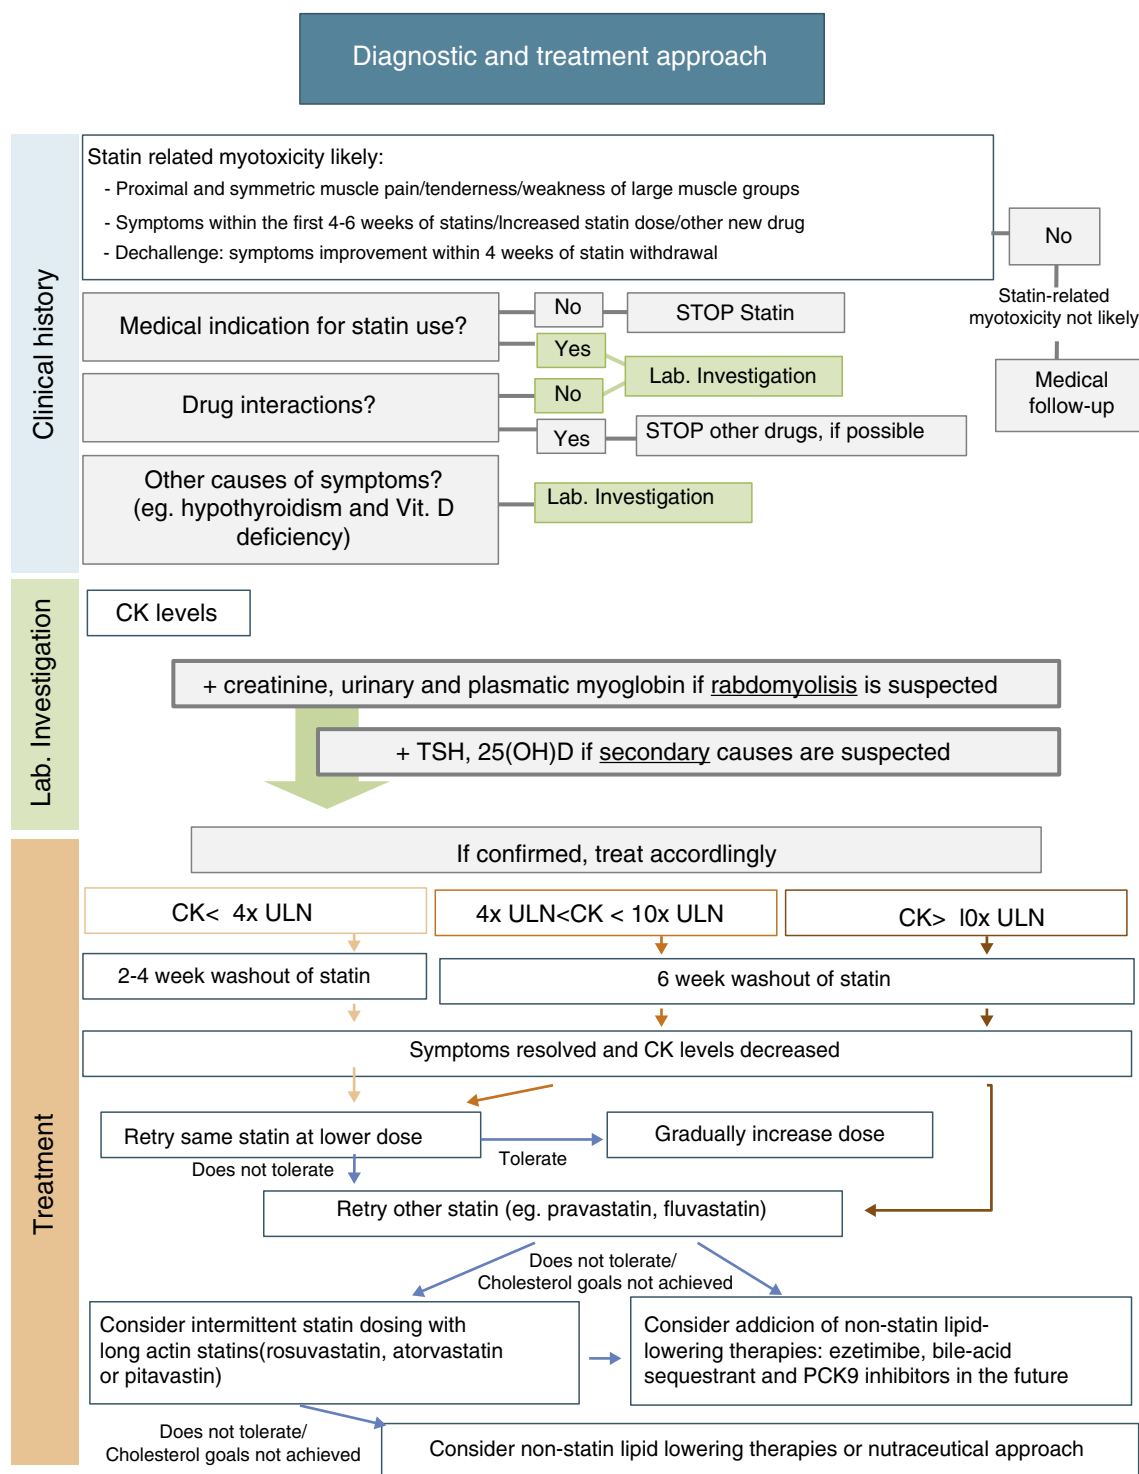 Diagnostic and treatment approach
Clinical history
Statin related myotoxicity likely:
- Proximal and symmetric muscle pain/tenderness/weakness of large muscle groups
- Symptoms within the first 4-6 weeks of statins/Increased statin dose/other new drug
- Dechallenge: symptoms improvement within 4 weeks of statin withdrawal
No
Statin-related
myotoxicity not likely
Medical
follow-up
Medical indication for statin use?
No
STOP Statin
Yes
Lab. Investigation
Drug interactions?
No
Yes
STOP other drugs, if possible
Other causes of symptoms?
(eg. hypothyroidism and Vit. D
deficiency)
Lab. Investigation
Lab. Investigation
CK levels
+ creatinine, urinary and plasmatic myoglobin if rabdomyolisis is suspected
+ TSH, 25(OH)D if secondary causes are suspected
Treatment
If confirmed, treat accordingly
CK< 4x ULN
4x ULN<CK < 10x ULN
CK> l0x ULN
2-4 week washout of statin
6 week washout of statin
Symptoms resolved and CK levels decreased
Retry same statin at lower dose
Tolerate
Gradually increase dose
Does not tolerate
Retry other statin (eg. pravastatin, fluvastatin)
Does not tolerate/
Cholesterol goals not achieved
Consider intermittent statin dosing with
long actin statins(rosuvastatin, atorvastatin
or pitavastin)
Consider addicion of non-statin lipid-
lowering therapies: ezetimibe, bile-acid
sequestrant and PCK9 inhibitors in the future
Does not tolerate/
Cholesterol goals not achieved
Consider non-statin lipid lowering therapies or nutraceutical approach